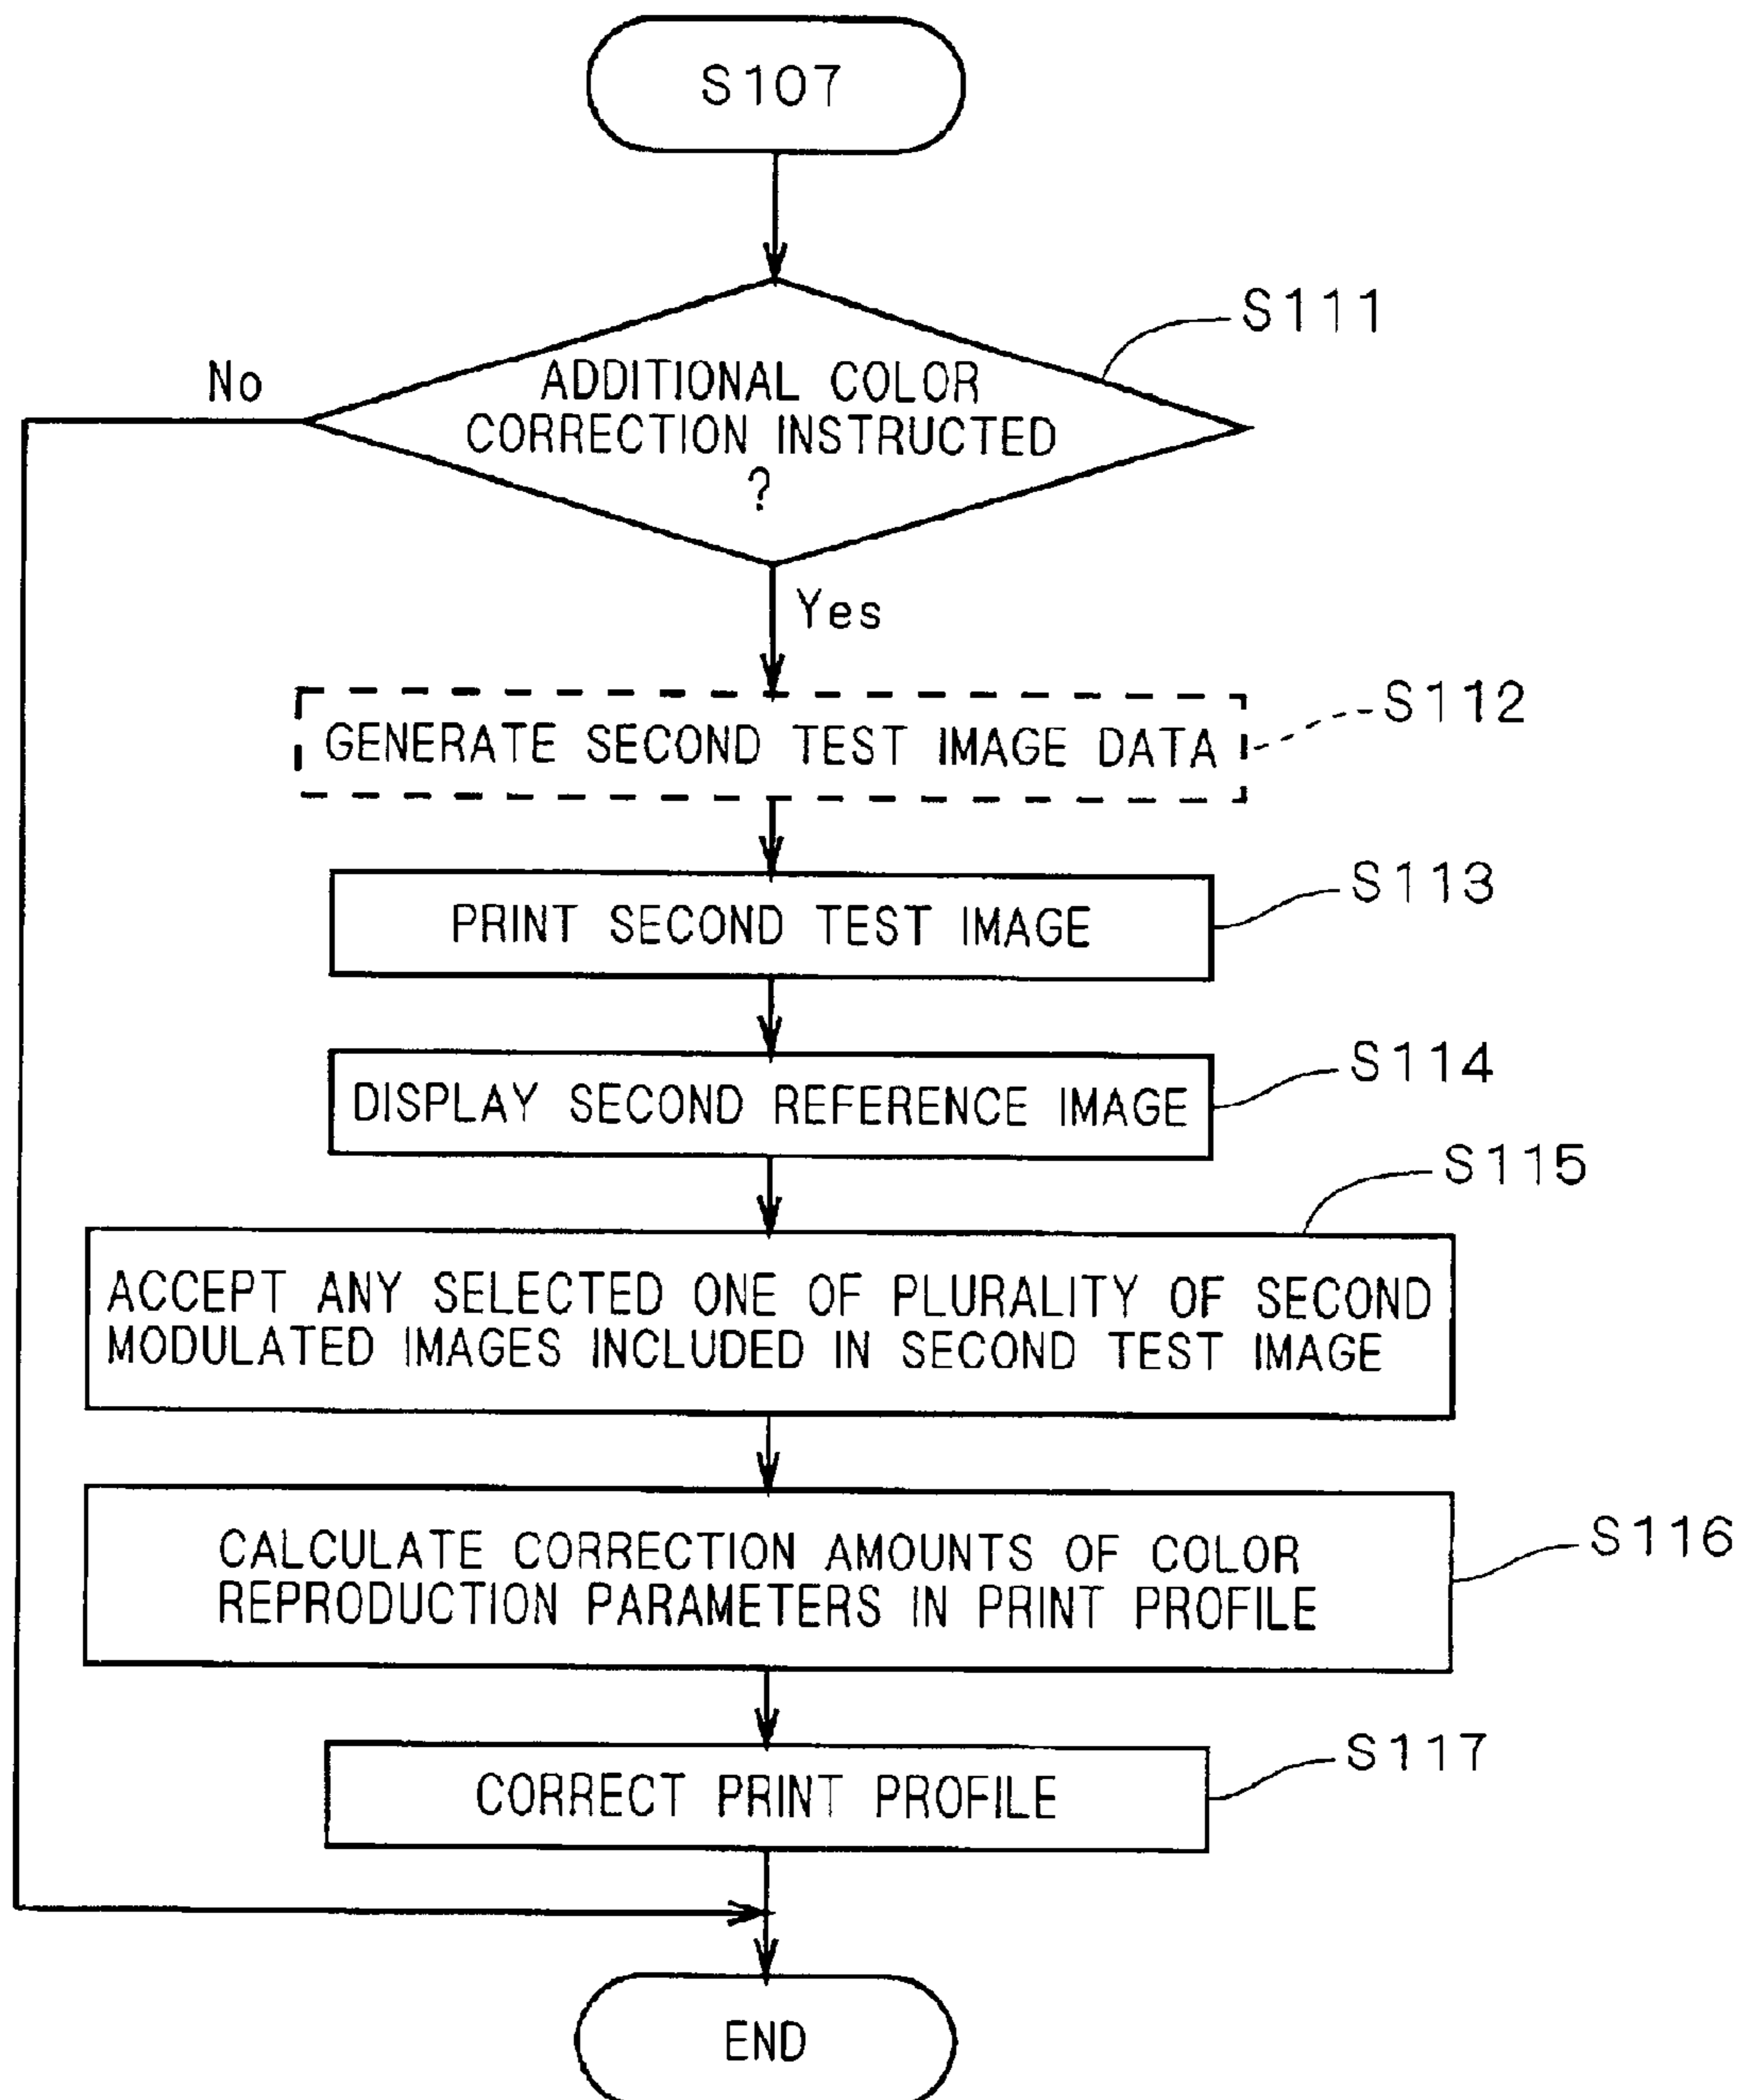 S107
S111
No
ADDITIONAL COLOR
CORRECTION INSTRUCTED
?
Yes
S112
GENERATE SECOND TEST IMAGE DATA
S113
PRINT SECOND TEST IMAGE
S114
DISPLAY SECOND REFERENCE IMAGE
S115
ACCEPT ANY SELECTED ONE OF PLURALITY OF SECOND
MODULATED IMAGES INCLUDED IN SECOND TEST IMAGE
S116
CALCULATE CORRECTION AMOUNTS OF COLOR
REPRODUCTION PARAMETERS IN PRINT PROFILE
S117
CORRECT PRINT PROFILE
END